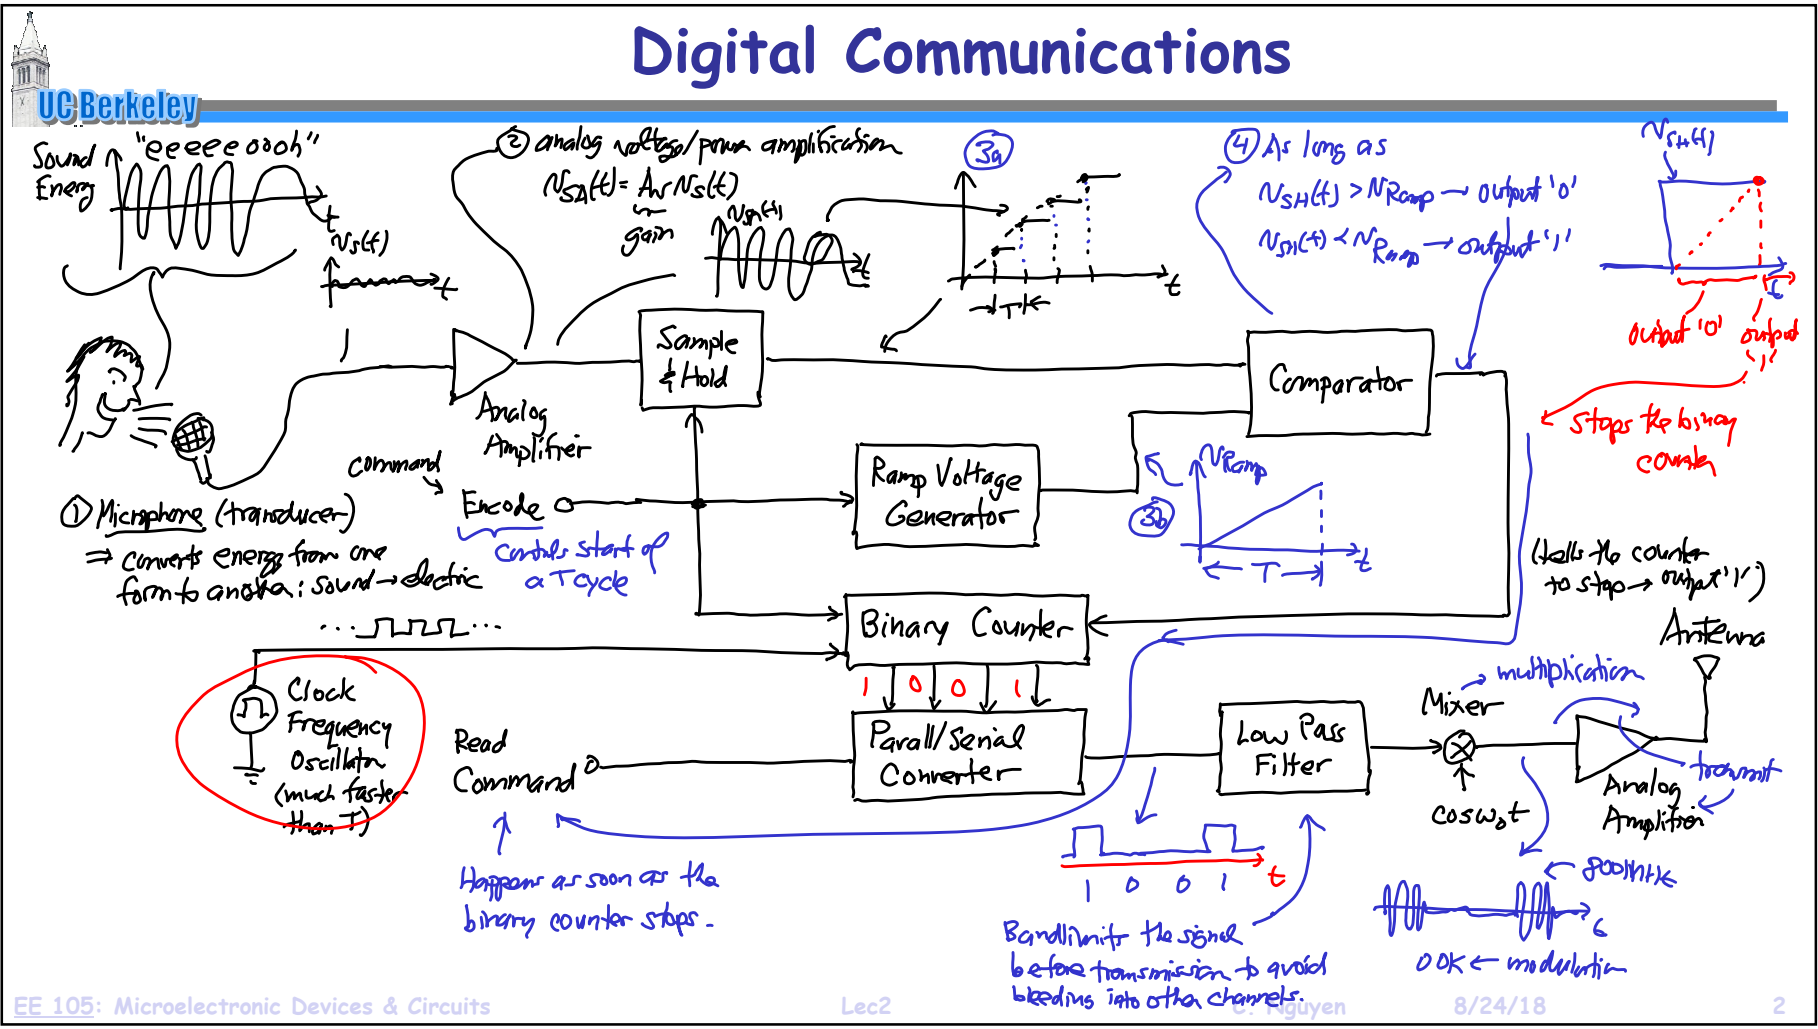 Digital Communications
UC Berkeley
Sound
Energy
"eeeee oooh"
t
Vs(t)
t
② analog voltage/power amplification
VSA(t) = Av Vs(t)
gain
VSA(t)
t
3a
T
t
④ As long as
VSH(t) > VRamp → output '0'
VSH(t) < VRamp → output '1'
VSH(t)
t
output '0'
output
'1'
stops the binary
counter
Sample
& Hold
Comparator
Analog
Amplifier
command
Encode
controls start of
a T cycle
Ramp Voltage
Generator
3b
VRamp
T
t
① Microphone (transducer)
⇒ converts energy from one
form to another: sound → electric
(tells the counter
to stop → output '1')
... ...
Binary Counter
1 0 0 1
Clock
Frequency
Oscillator
(much faster
than T)
Read
Command
Parall/Serial
Converter
Low Pass
Filter
Mixer
multiplication
cosω₀t
Antenna
transmit
Analog
Amplifier
Happens as soon as the
binary counter stops.
1 0 0 1
t
Bandlimits the signal
before transmission to avoid
bleeding into other channels.
800MHz
t
OOK ← modulation
EE 105: Microelectronic Devices & Circuits
Lec2
C. Nguyen
8/24/18
2